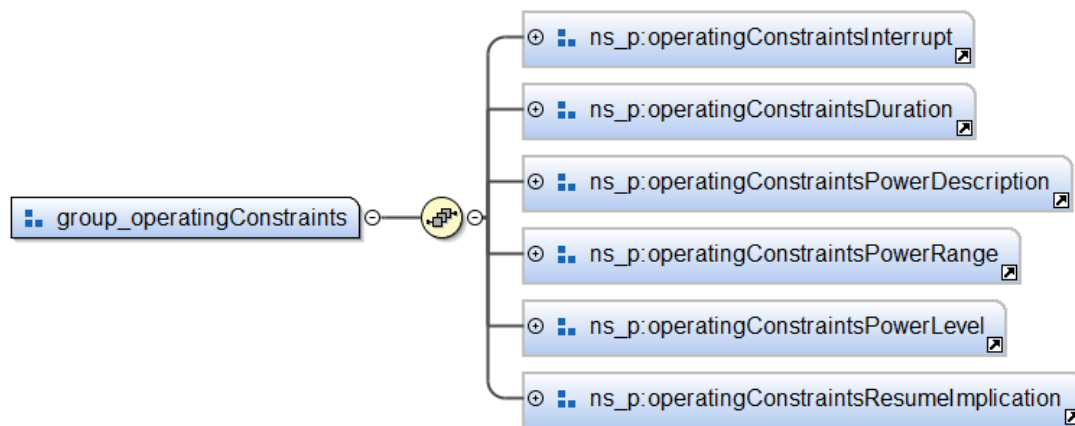 ns_p:operatingConstraintsInterrupt
ns_p:operatingConstraintsDuration
ns_p:operatingConstraintsPowerDescription
group_operatingConstraints
ns_p:operatingConstraintsPowerRange
ns_p:operatingConstraintsPowerLevel
ns_p:operatingConstraintsResumeImplication